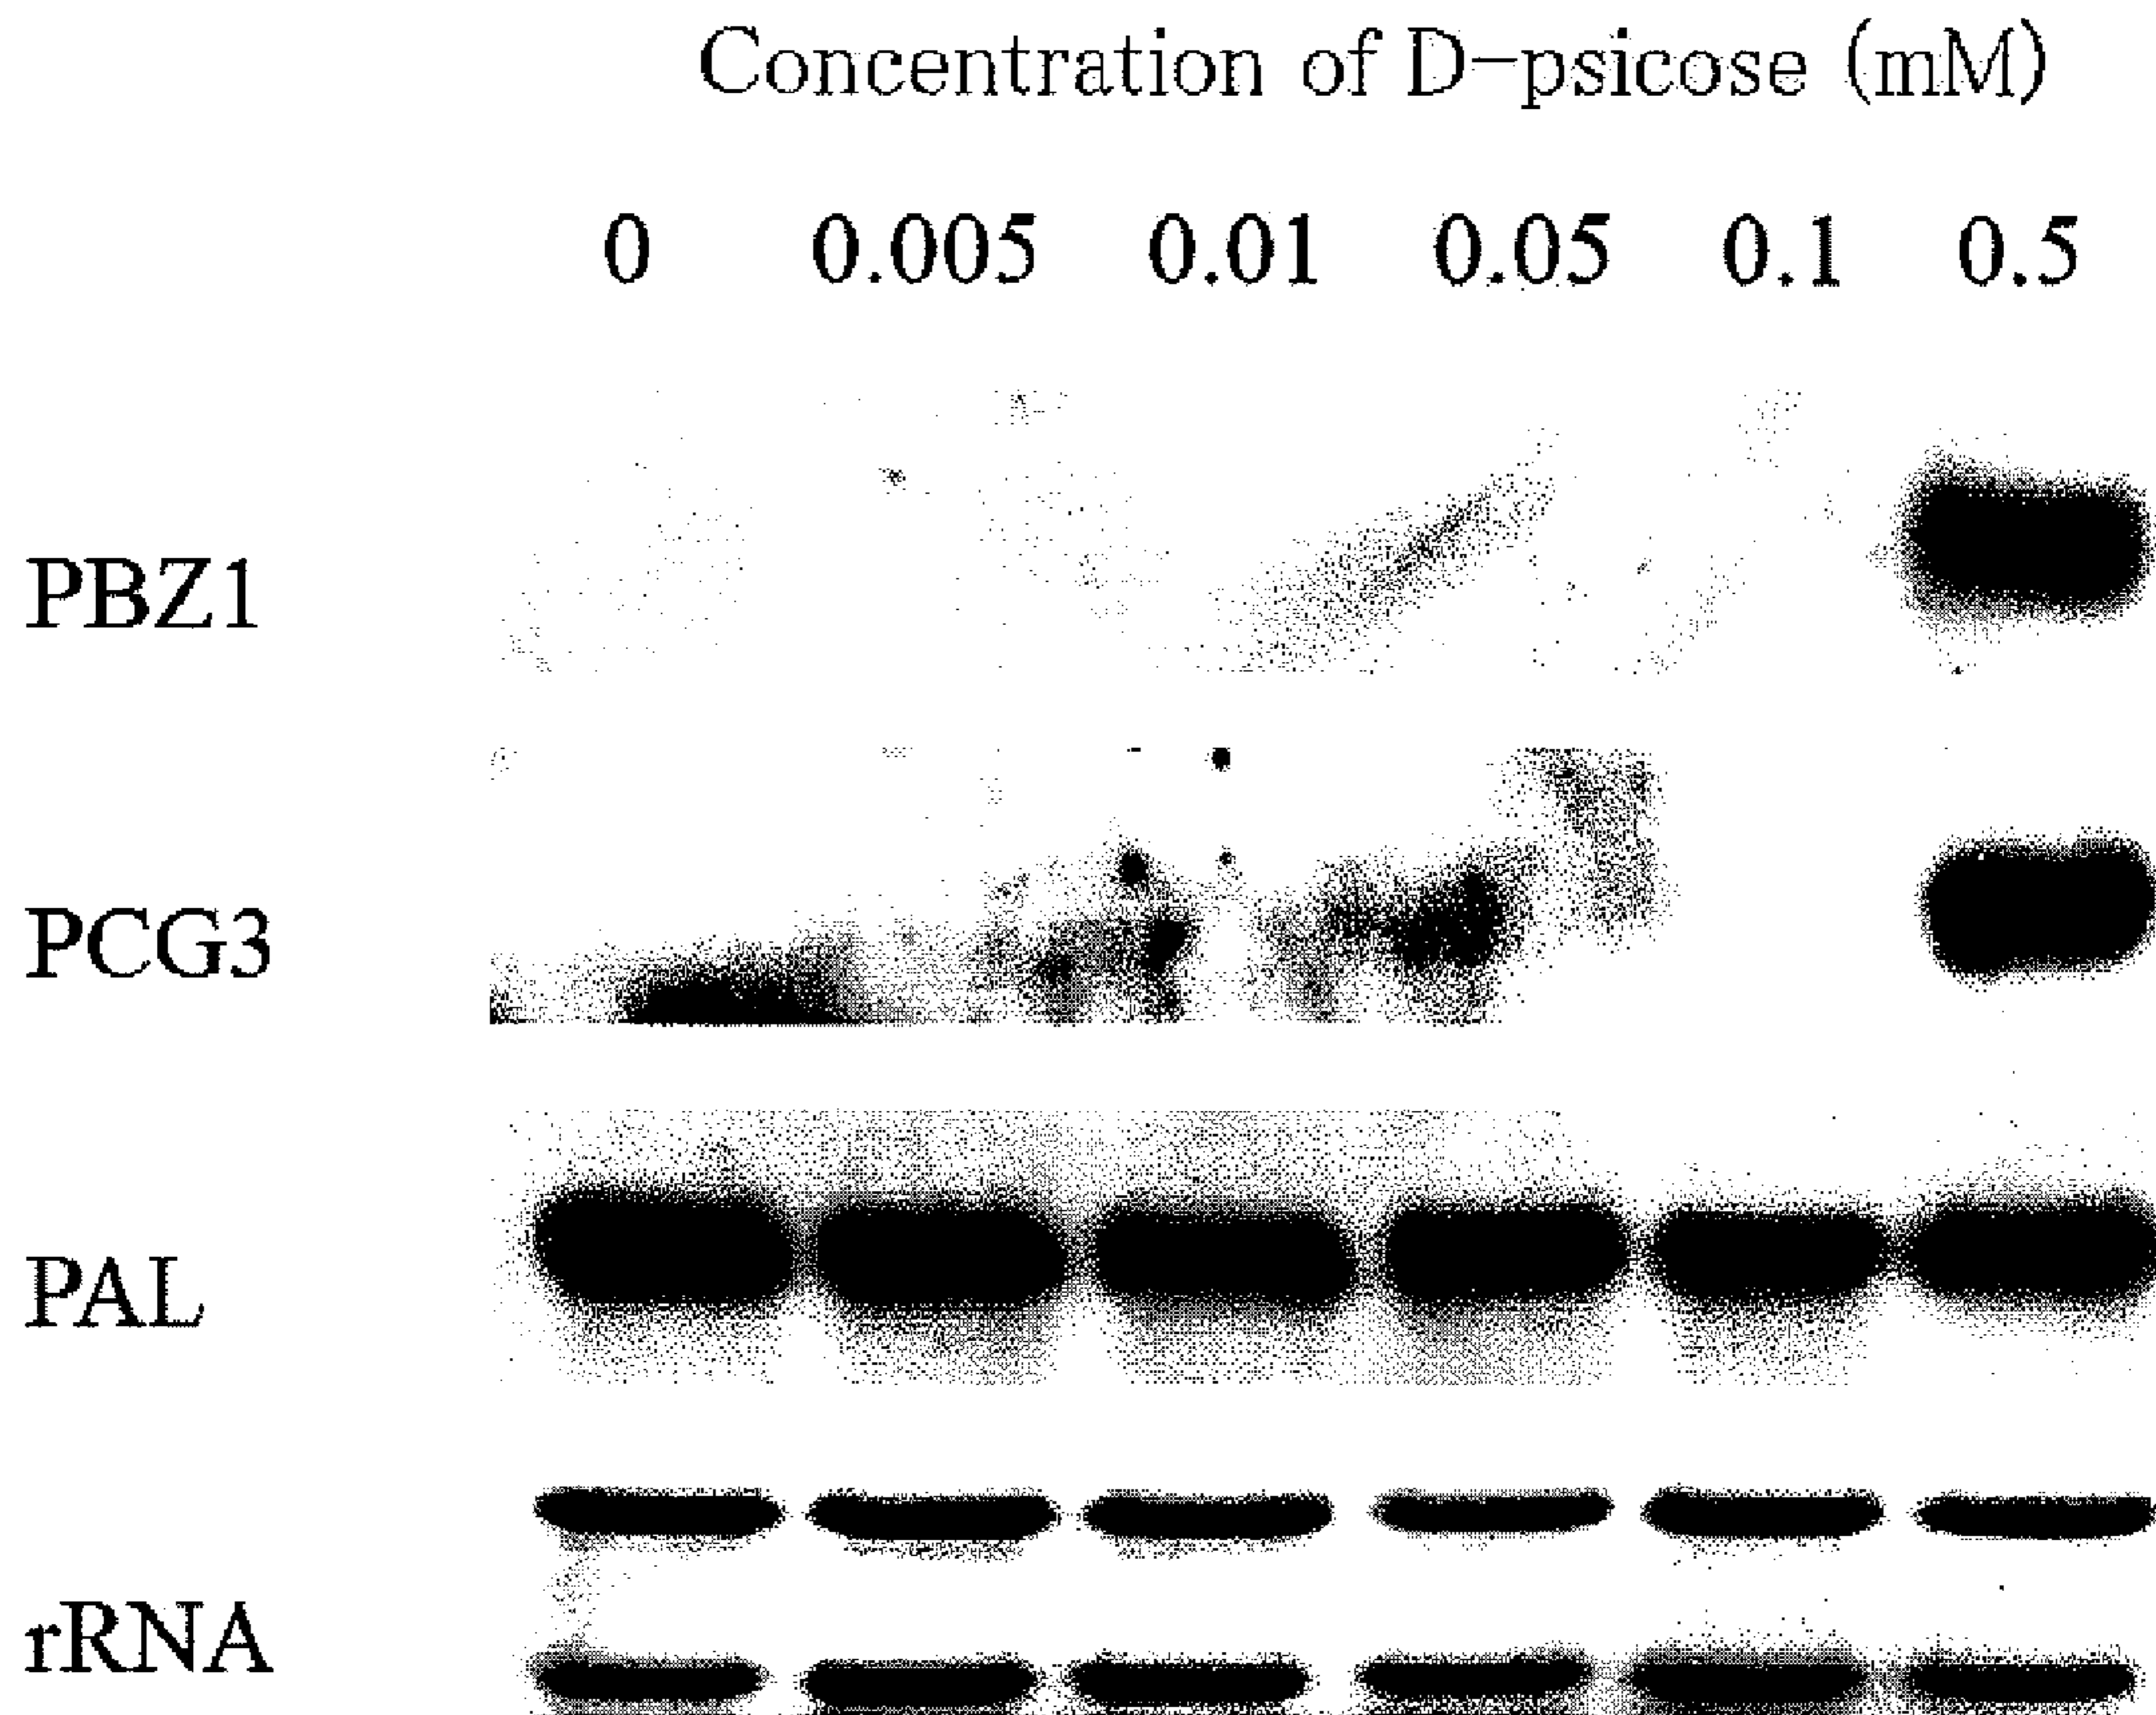 Concentration of D-psicose (mM)
0 0.005 0.01 0.05 0.1 0.5
PBZ1
PCG3
PAL
rRNA